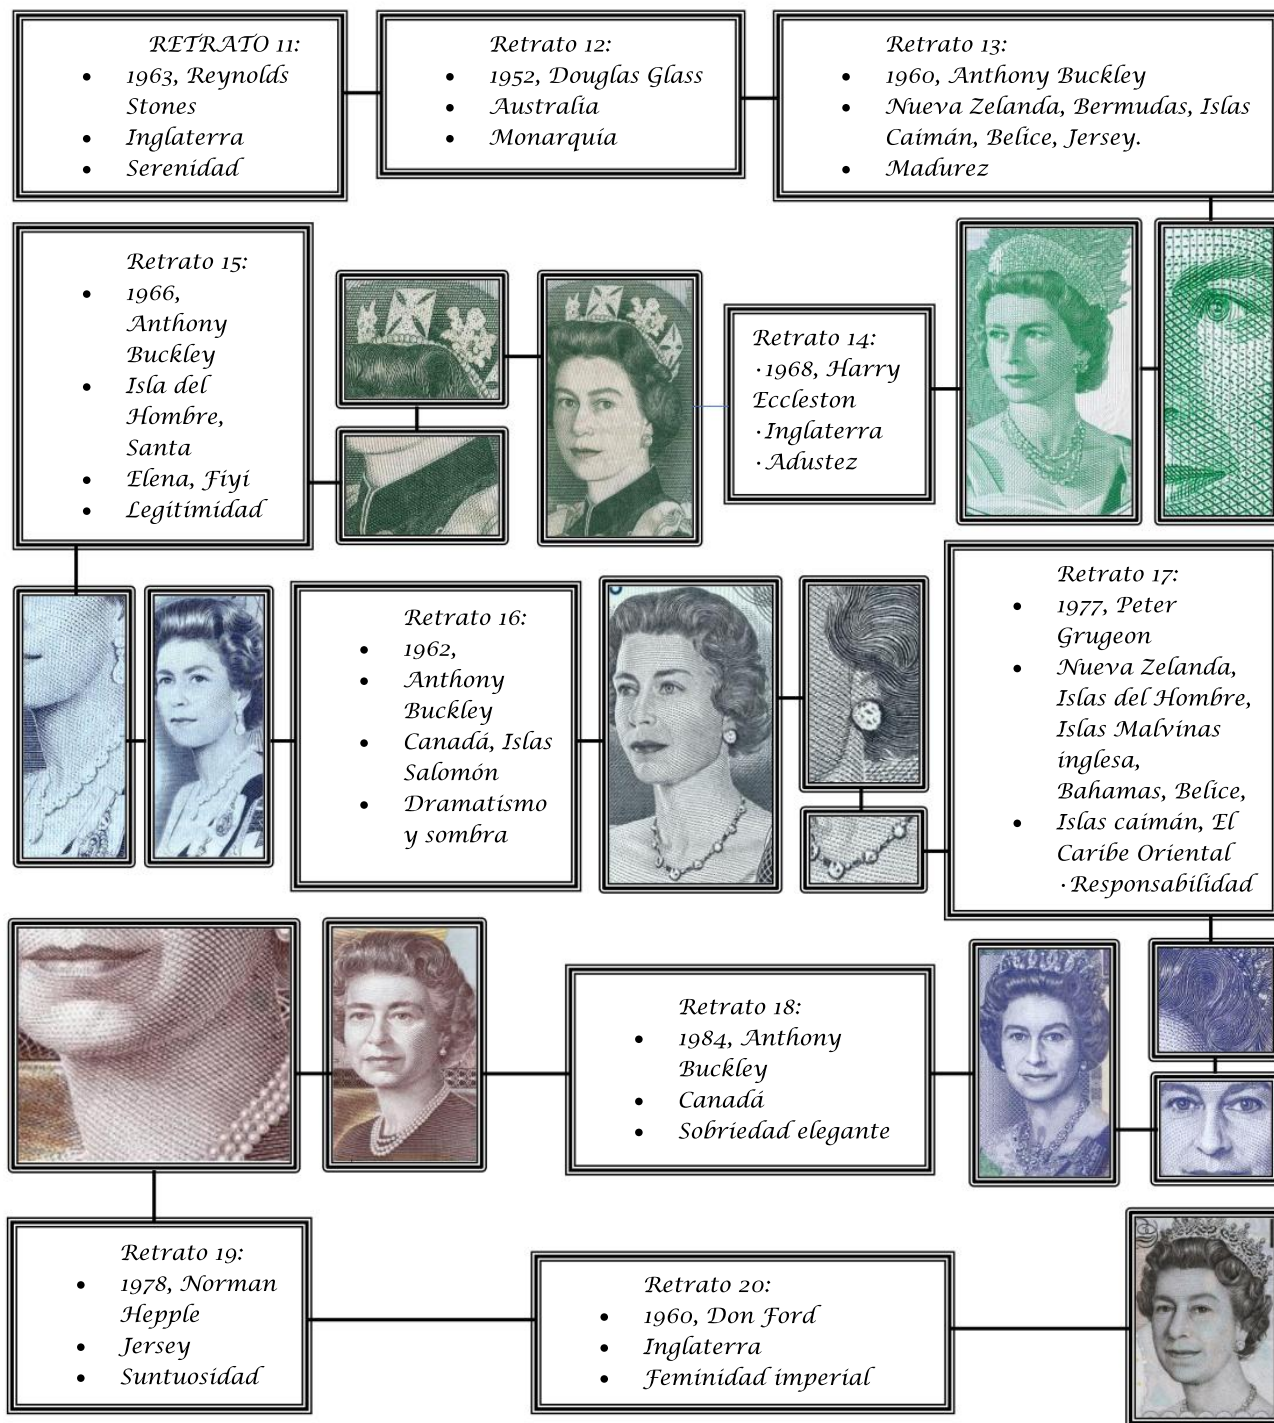 RETRATO 11:
• 1963, Reynolds
Stones
• Inglaterra
• Serenidad
Retrato 12:
• 1952, Douglas Glass
• Australia
• Monarquía
Retrato 13:
• 1960, Anthony Buckley
• Nueva Zelanda, Bermudas, Islas
Caimán, Belice, Jersey.
• Madurez
Retrato 15:
• 1966,
Anthony
Buckley
• Isla del
Hombre,
Santa
• Elena, Fiyi
• Legitimidad
Retrato 14:
·1968, Harry
Eccleston
·Inglaterra
·Adustez
Retrato 16:
• 1962,
• Anthony
Buckley
• Canadá, Islas
Salomón
• Dramatismo
y sombra
Retrato 17:
• 1977, Peter
Grugeon
• Nueva Zelanda,
Islas del Hombre,
Islas Malvinas
inglesa,
Bahamas, Belice,
• Islas caimán, El
Caribe Oriental
·Responsabilidad
Retrato 18:
• 1984, Anthony
Buckley
• Canadá
• Sobriedad elegante
Retrato 19:
• 1978, Norman
Hepple
• Jersey
• Suntuosidad
Retrato 20:
• 1960, Don Ford
• Inglaterra
• Feminidad imperial